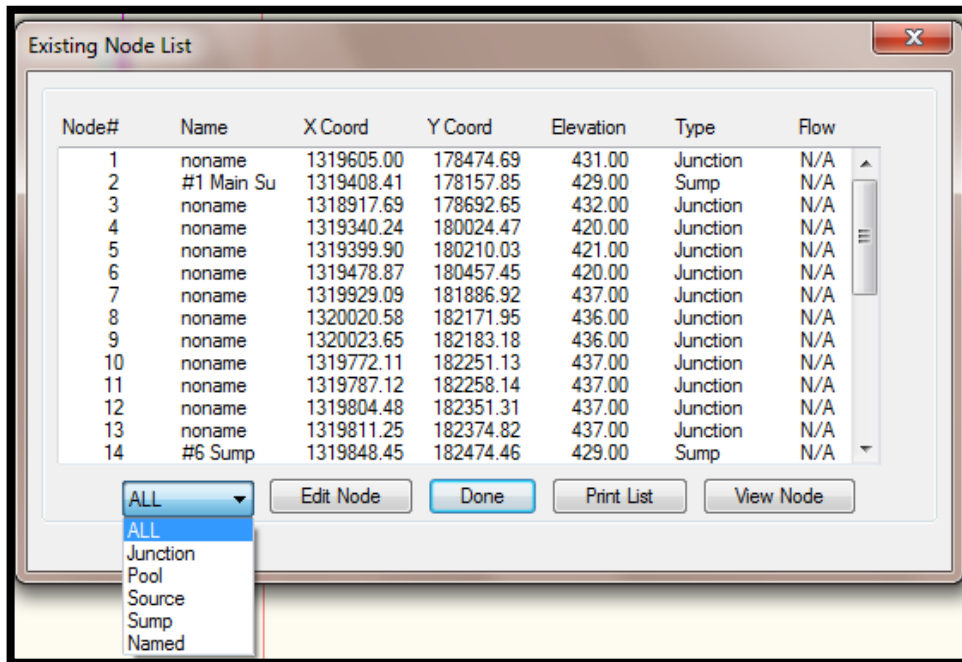 Existing Node List
Node# Name X Coord Y Coord Elevation Type Flow
1 noname 1319605.00 178474.69 431.00 Junction N/A
2 #1 Main Su 1319408.41 178157.85 429.00 Sump N/A
3 noname 1318917.69 178692.65 432.00 Junction N/A
4 noname 1319340.24 180024.47 420.00 Junction N/A
5 noname 1319399.90 180210.03 421.00 Junction N/A
6 noname 1319478.87 180457.45 420.00 Junction N/A
7 noname 1319929.09 181886.92 437.00 Junction N/A
8 noname 1320020.58 182171.95 436.00 Junction N/A
9 noname 1320023.65 182183.18 436.00 Junction N/A
10 noname 1319772.11 182251.13 437.00 Junction N/A
11 noname 1319787.12 182258.14 437.00 Junction N/A
12 noname 1319804.48 182351.31 437.00 Junction N/A
13 noname 1319811.25 182374.82 437.00 Junction N/A
14 #6 Sump 1319848.45 182474.46 429.00 Sump N/A
ALL Edit Node Done Print List View Node
ALL
Junction
Pool
Source
Sump
Named